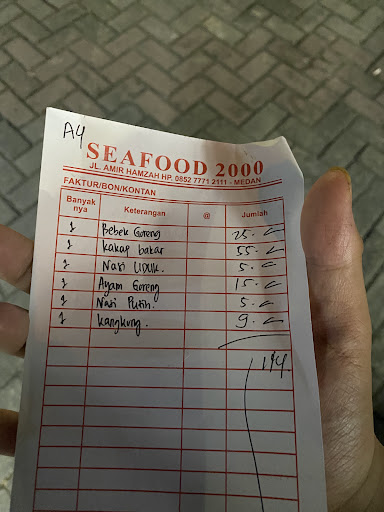 A4
SEAFOOD 2000
JL. AMIR HAMZAH HP. 0852 7771 2111 - MEDAN
FAKTUR/BON/KONTAN
Banyak nya Keterangan @ Jumlah
1 Bebek Goreng 25.
1 kakap bakar 55.
1 Nasi UDUK. 5.
1 Ayam Goreng 15.
1 Nasi Putih. 5.
1 kangkung. 9.
114